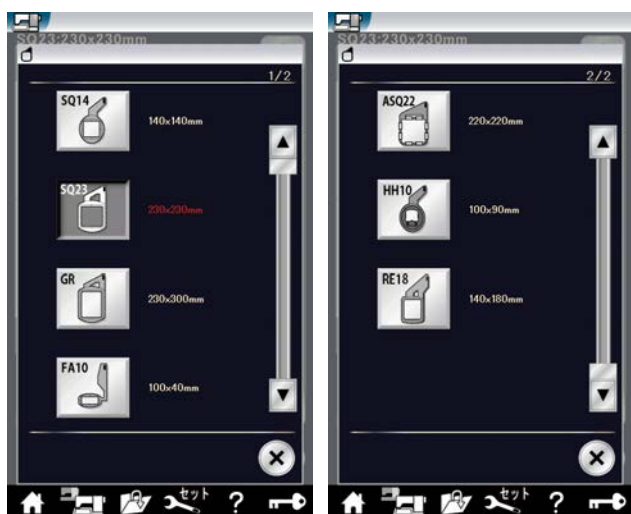 SQ23:230x230mm
1/2
SQ14
140x140mm
SQ23
230x230mm
GR
230x300mm
FA10
100x40mm
セット
?
SQ23:230x230mm
2/2
ASQ22
220x220mm
HH10
100x90mm
RE18
140x180mm
セット
?